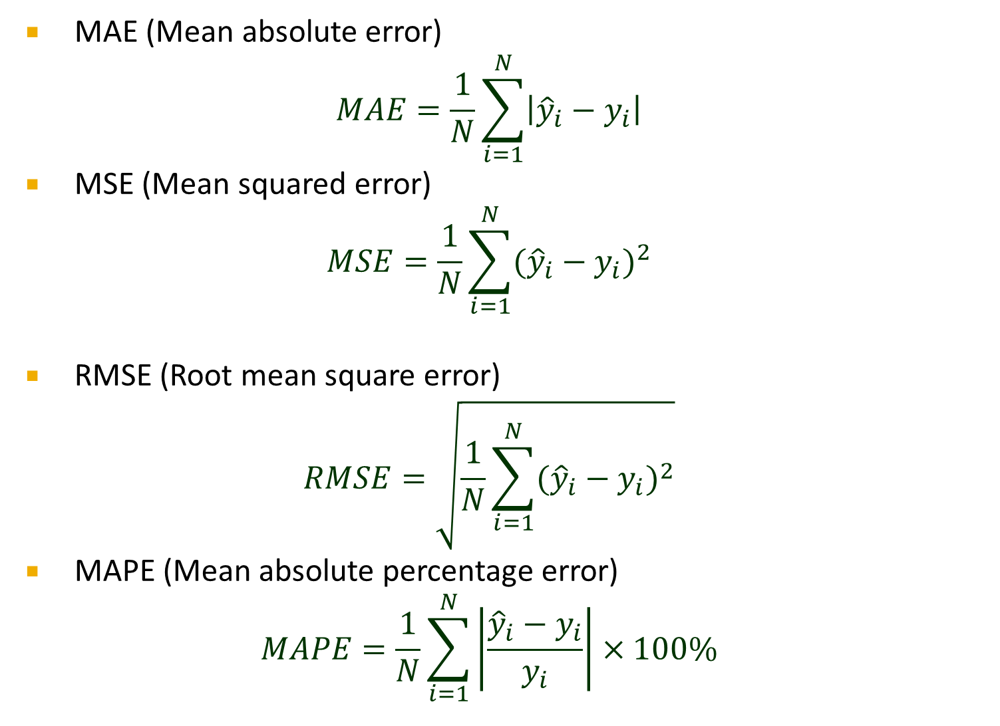 ▪ MAE (Mean absolute error)
$MAE = \frac{1}{N}\sum_{i=1}^{N}\left|\hat{y}_i - y_i\right|$
▪ MSE (Mean squared error)
$MSE = \frac{1}{N}\sum_{i=1}^{N}(\hat{y}_i - y_i)^2$
▪ RMSE (Root mean square error)
$RMSE = \sqrt{\frac{1}{N}\sum_{i=1}^{N}(\hat{y}_i - y_i)^2}$
▪ MAPE (Mean absolute percentage error)
$MAPE = \frac{1}{N}\sum_{i=1}^{N}\left|\frac{\hat{y}_i - y_i}{y_i}\right| \times 100\%$